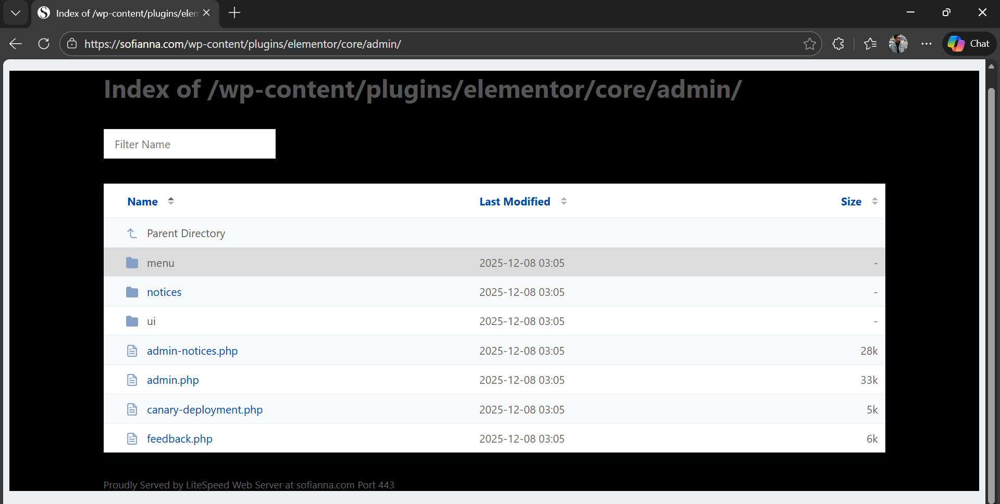 Index of /wp-content/plugins/elem
https://sofianna.com/wp-content/plugins/elementor/core/admin/
Chat
Index of /wp-content/plugins/elementor/core/admin/
Filter Name
Name Last Modified Size
Parent Directory
menu 2025-12-08 03:05 -
notices 2025-12-08 03:05 -
ui 2025-12-08 03:05 -
admin-notices.php 2025-12-08 03:05 28k
admin.php 2025-12-08 03:05 33k
canary-deployment.php 2025-12-08 03:05 5k
feedback.php 2025-12-08 03:05 6k
Proudly Served by LiteSpeed Web Server at sofianna.com Port 443